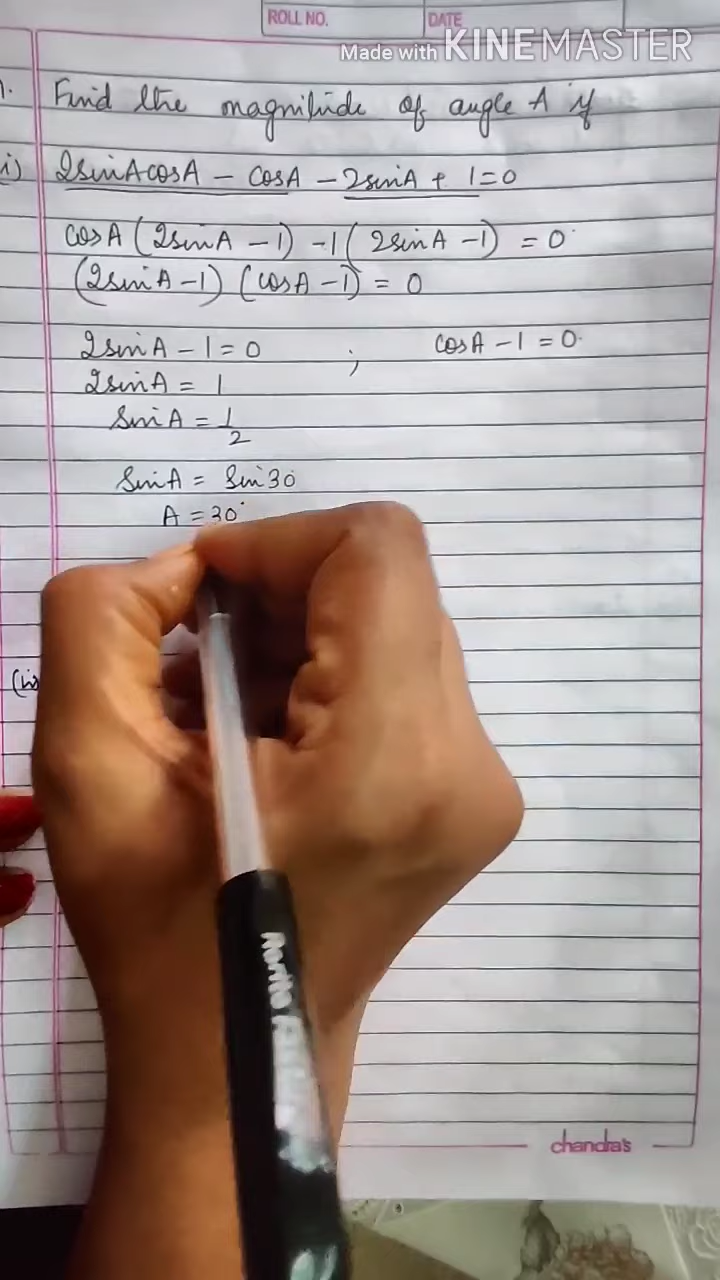 ROLL NO. DATE
Made with KINEMASTER
1. Find the magnitude of angle A if
i) 2sinAcosA - cosA - 2sinA + 1 = 0
cosA (2sinA - 1) - 1 (2sinA - 1) = 0
(2sinA - 1) (cosA - 1) = 0
2sinA - 1 = 0 ; cosA - 1 = 0
2sinA = 1
sinA = 1/2
sinA = Sin30°
A = 30°
chandra's